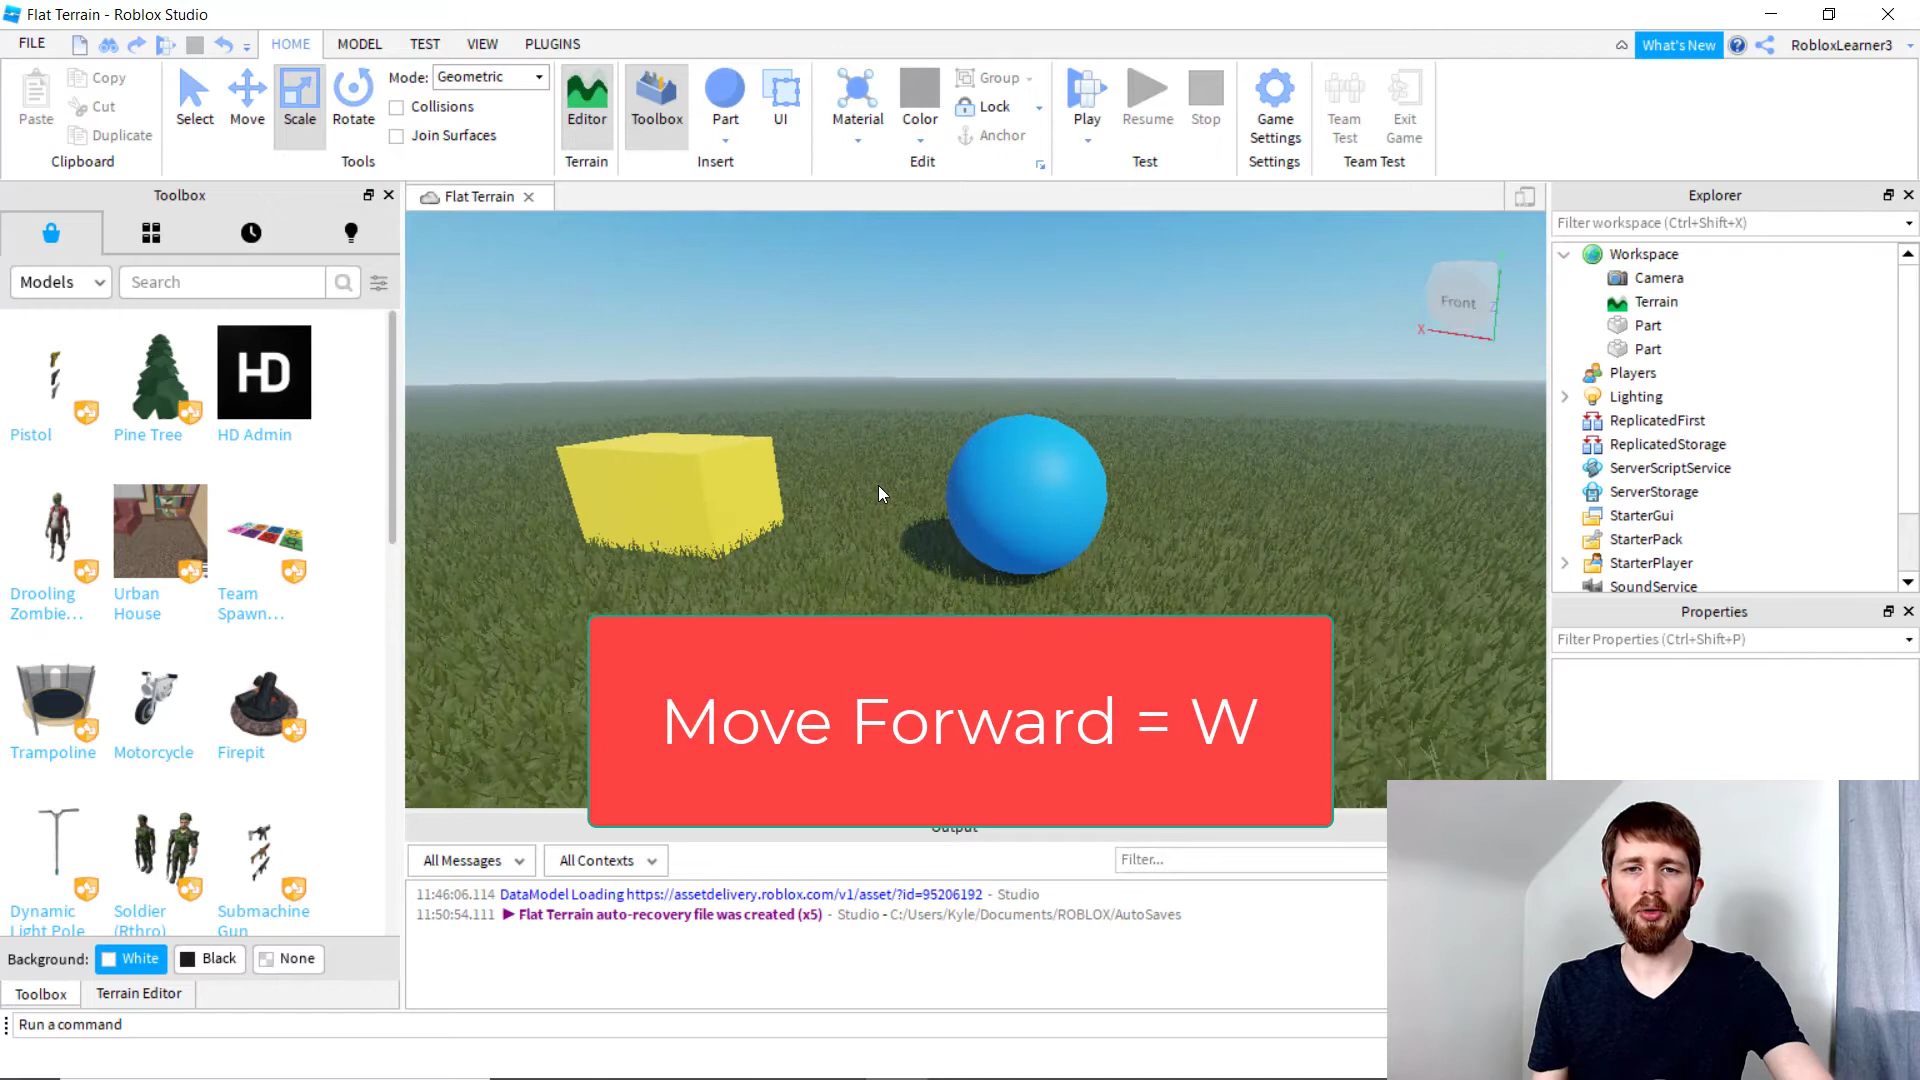 Flat Terrain - Roblox Studio
FILE
HOME
MODEL
TEST
VIEW
PLUGINS
What's New
RobloxLearner3
Paste
Copy
Cut
Duplicate
Clipboard
Select
Move
Scale
Rotate
Mode: Geometric
Collisions
Join Surfaces
Tools
Editor
Terrain
Toolbox
Part
UI
Insert
Material
Color
Group
Lock
Anchor
Edit
Play
Resume
Stop
Test
Game
Settings
Settings
Team
Test
Exit
Game
Team Test
Toolbox
Models
Search
HD
Pistol
Pine Tree
HD Admin
Drooling
Zombie...
Urban
House
Team
Spawn...
Trampoline
Motorcycle
Firepit
Dynamic
Light Pole
Soldier
(Rthro)
Submachine
Gun
Background:
White
Black
None
Toolbox
Terrain Editor
Run a command
Flat Terrain
Front
X
Z
Move Forward = W
Output
All Messages
All Contexts
Filter...
11:46:06.114 DataModel Loading https://assetdelivery.roblox.com/v1/asset/?id=95206192 - Studio
11:50:54.111 Flat Terrain auto-recovery file was created (x5) - Studio - C:/Users/Kyle/Documents/ROBLOX/AutoSaves
Explorer
Filter workspace (Ctrl+Shift+X)
Workspace
Camera
Terrain
Part
Part
Players
Lighting
ReplicatedFirst
ReplicatedStorage
ServerScriptService
ServerStorage
StarterGui
StarterPack
StarterPlayer
SoundService
Properties
Filter Properties (Ctrl+Shift+P)